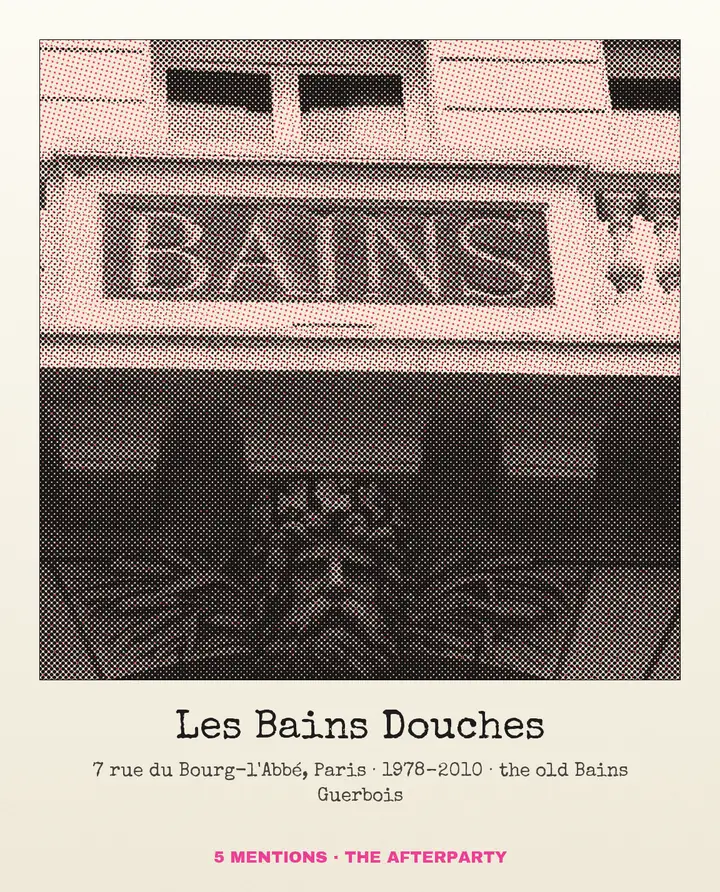 BAINS
Les Bains Douches
7 rue du Bourg-l'Abbé, Paris · 1978-2010 · the old Bains
Guerbois
5 MENTIONS · THE AFTERPARTY